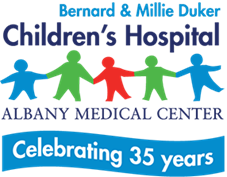 Bernard & Millie Duker
Children's Hospital
ALBANY MEDICAL CENTER
Celebrating 35 years